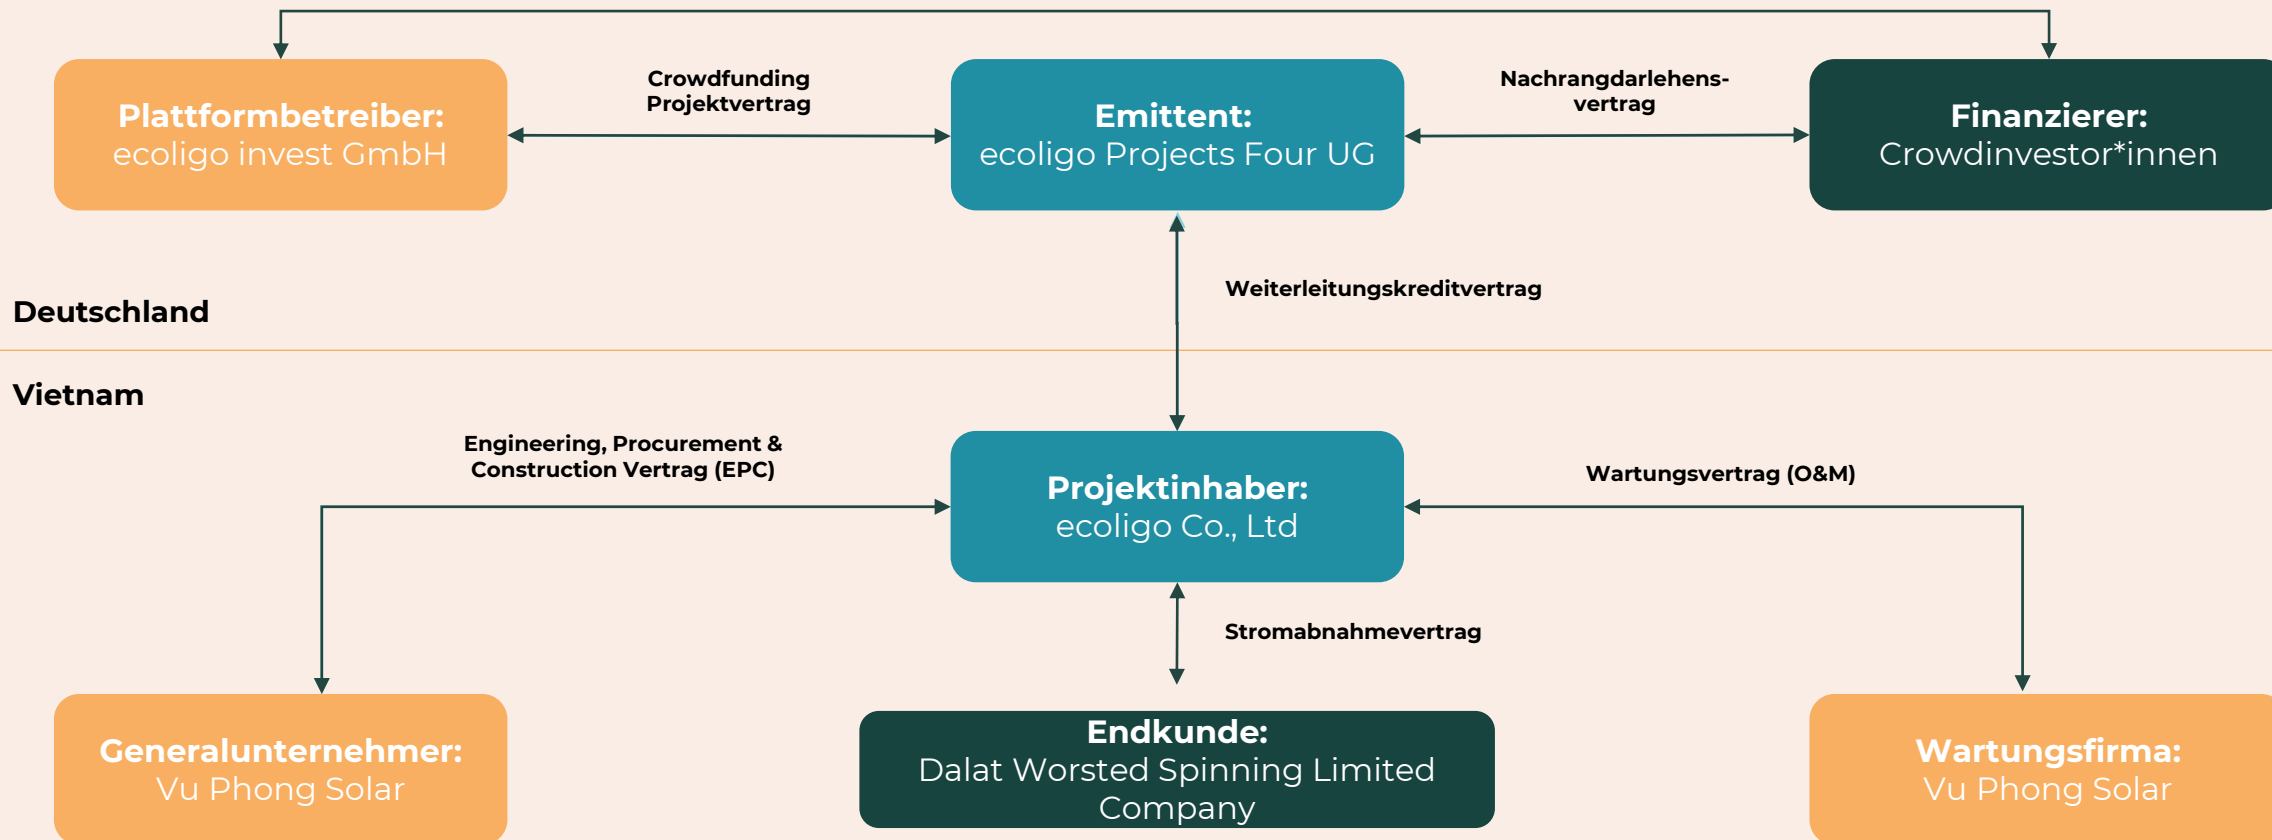 Crowdfunding
Projektvertrag
Nachrangdarlehens-
vertrag
Plattformbetreiber:
ecoligo invest GmbH
Emittent:
ecoligo Projects Four UG
Finanzierer:
Crowdinvestor*innen
Weiterleitungskreditvertrag
Deutschland
Vietnam
Engineering, Procurement &
Construction Vertrag (EPC)
Projektinhaber:
ecoligo Co., Ltd
Wartungsvertrag (O&M)
Stromabnahmevertrag
Generalunternehmer:
Vu Phong Solar
Endkunde:
Dalat Worsted Spinning Limited
Company
Wartungsfirma:
Vu Phong Solar